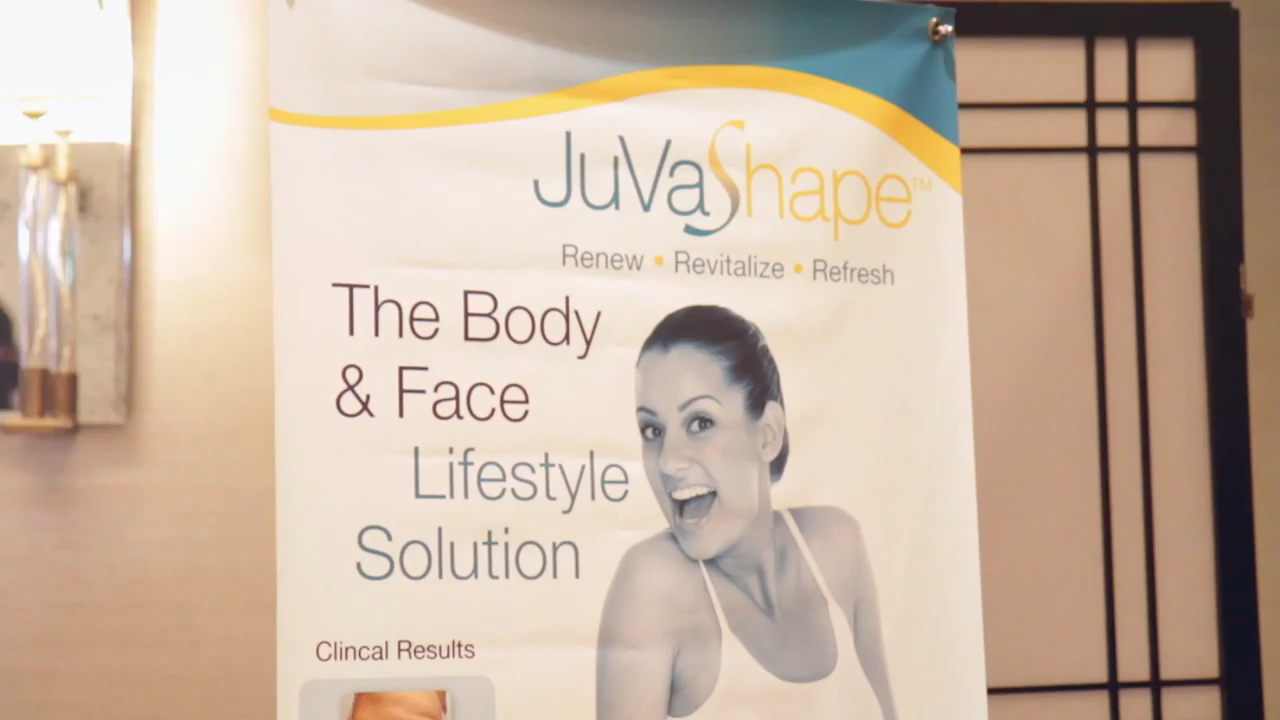 JuVaShape™
Renew • Revitalize • Refresh
The Body
& Face
Lifestyle
Solution
Clincal Results